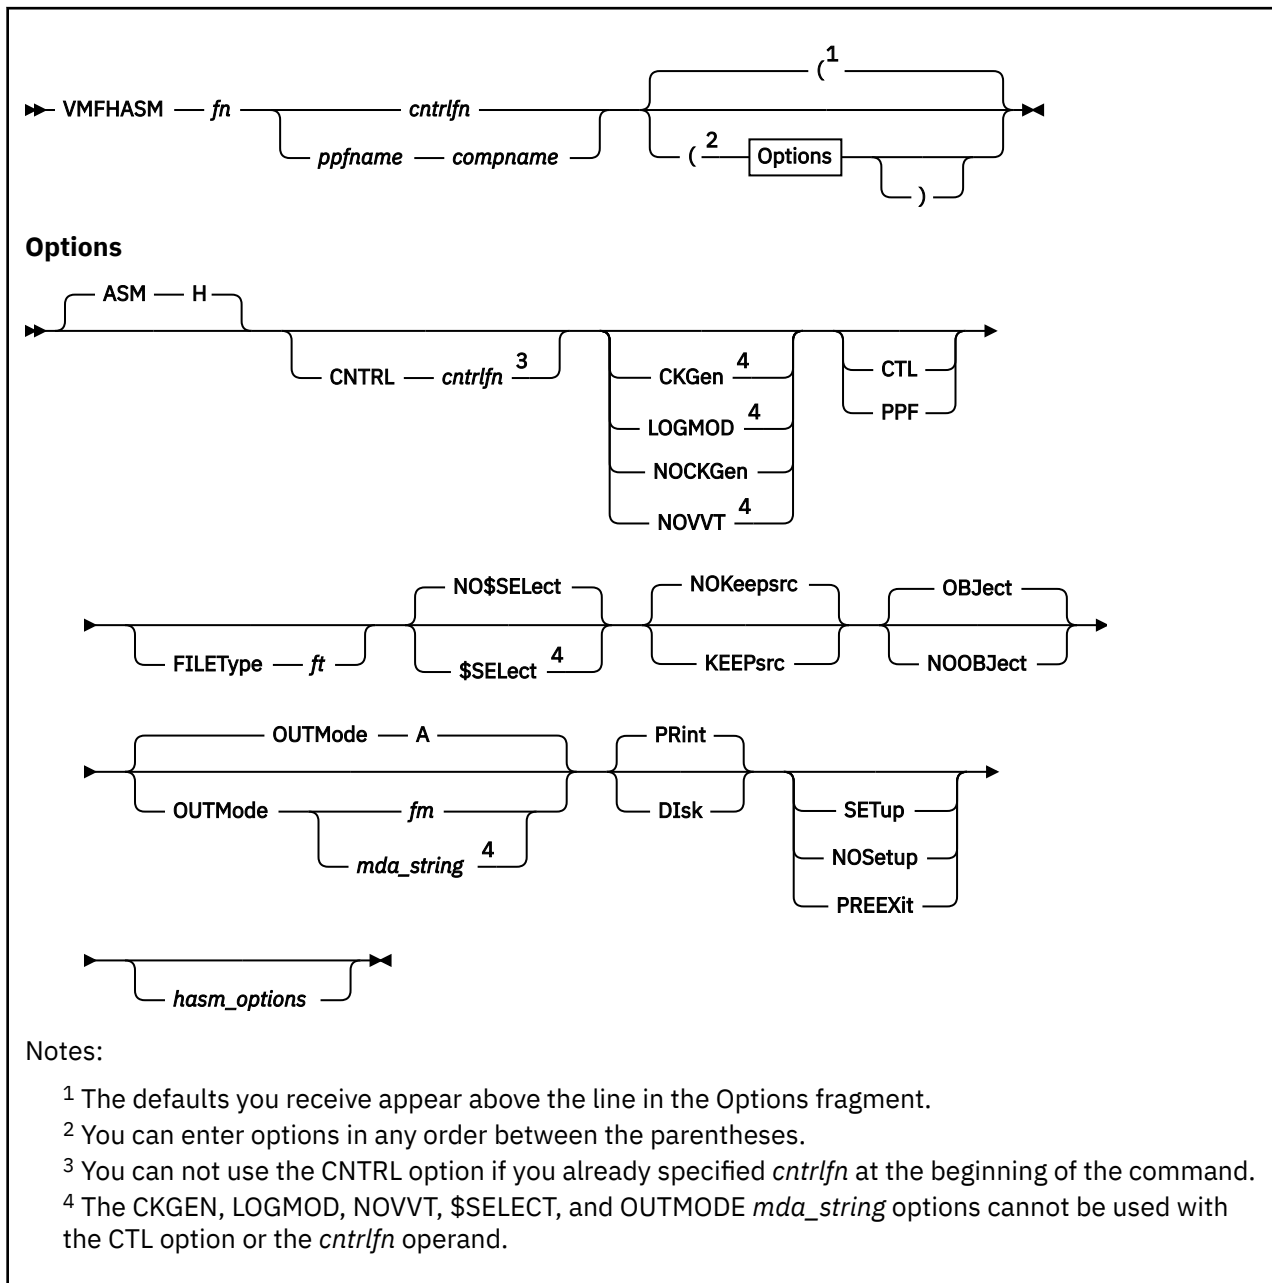 ( 1
VMFHASM fn cntrlfn
ppfname compname ( 2 Options
)
Options
ASM H
CNTRL cntrlfn 3 CKGen 4 CTL
LOGMOD 4 PPF
NOCKGen
NOVVT 4
NO$SELect NOKeepsrc OBJect
FILEType ft $SELect 4 KEEPsrc NOOBJect
OUTMode A PRint
OUTMode fm DIsk SETup
mda_string 4 NOSetup
PREEXit
hasm_options
Notes:
1 The defaults you receive appear above the line in the Options fragment.
2 You can enter options in any order between the parentheses.
3 You can not use the CNTRL option if you already specified cntrlfn at the beginning of the command.
4 The CKGEN, LOGMOD, NOVVT, $SELECT, and OUTMODE mda_string options cannot be used with
the CTL option or the cntrlfn operand.